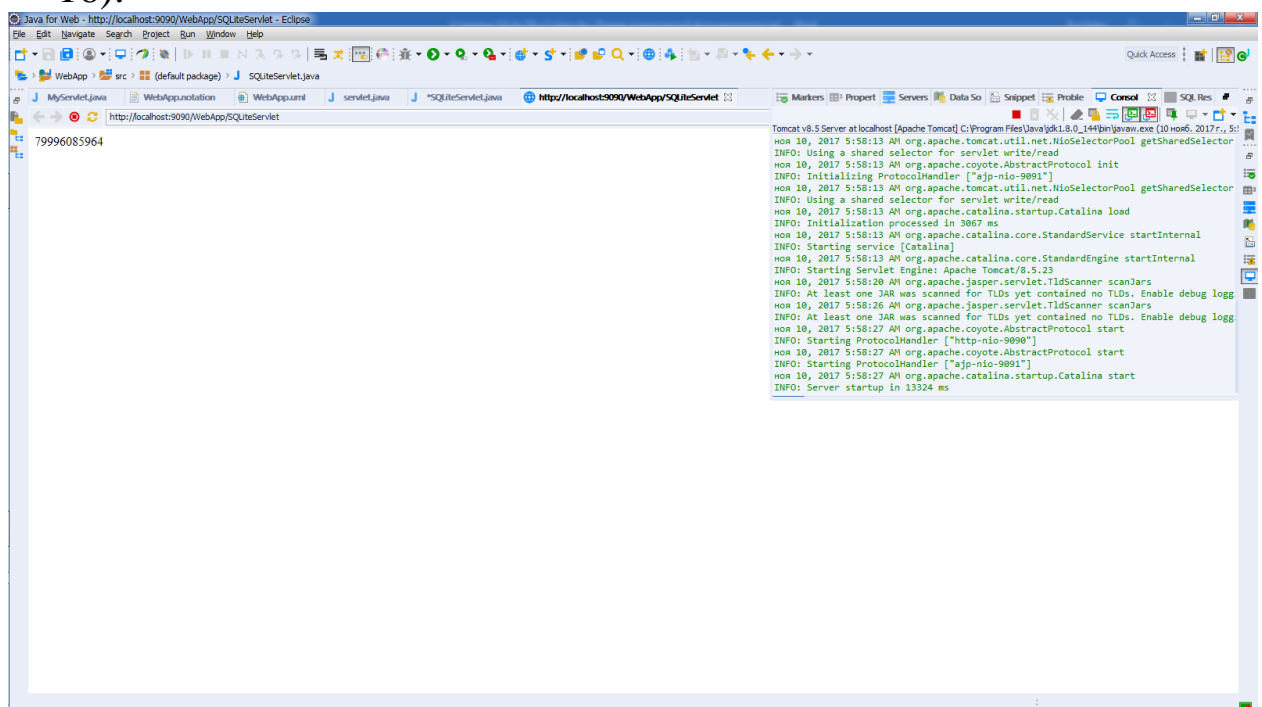 Java for Web - http://localhost:9090/WebApp/SQLiteServlet - Eclipse
File Edit Navigate Search Project Run Window Help
Quick Access
WebApp > src > (default package) > SQLiteServlet.java
MyServlet.java WebApp.notation WebApp.uml servlet.java *SQLiteServlet.java http://localhost:9090/WebApp/SQLiteServlet
Markers Propert Servers Data So Snippet Proble Consol SQL Res
http://localhost:9090/WebApp/SQLiteServlet
79996085964
Tomcat v8.5 Server at localhost [Apache Tomcat] C:\Program Files\Java\jdk1.8.0_144\bin\javaw.exe (10 нояб. 2017 г., 5:
ноя 10, 2017 5:58:13 AM org.apache.tomcat.util.net.NioSelectorPool getSharedSelector
INFO: Using a shared selector for servlet write/read
ноя 10, 2017 5:58:13 AM org.apache.coyote.AbstractProtocol init
INFO: Initializing ProtocolHandler ["ajp-nio-9091"]
ноя 10, 2017 5:58:13 AM org.apache.tomcat.util.net.NioSelectorPool getSharedSelector
INFO: Using a shared selector for servlet write/read
ноя 10, 2017 5:58:13 AM org.apache.catalina.startup.Catalina load
INFO: Initialization processed in 3067 ms
ноя 10, 2017 5:58:13 AM org.apache.catalina.core.StandardService startInternal
INFO: Starting service [Catalina]
ноя 10, 2017 5:58:13 AM org.apache.catalina.core.StandardEngine startInternal
INFO: Starting Servlet Engine: Apache Tomcat/8.5.23
ноя 10, 2017 5:58:20 AM org.apache.jasper.servlet.TldScanner scanJars
INFO: At least one JAR was scanned for TLDs yet contained no TLDs. Enable debug logg
ноя 10, 2017 5:58:26 AM org.apache.jasper.servlet.TldScanner scanJars
INFO: At least one JAR was scanned for TLDs yet contained no TLDs. Enable debug logg
ноя 10, 2017 5:58:27 AM org.apache.coyote.AbstractProtocol start
INFO: Starting ProtocolHandler ["http-nio-9090"]
ноя 10, 2017 5:58:27 AM org.apache.coyote.AbstractProtocol start
INFO: Starting ProtocolHandler ["ajp-nio-9091"]
ноя 10, 2017 5:58:27 AM org.apache.catalina.startup.Catalina start
INFO: Server startup in 13324 ms